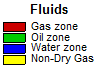 Fluids
Gas zone
Oil zone
Water zone
Non-Dry Gas